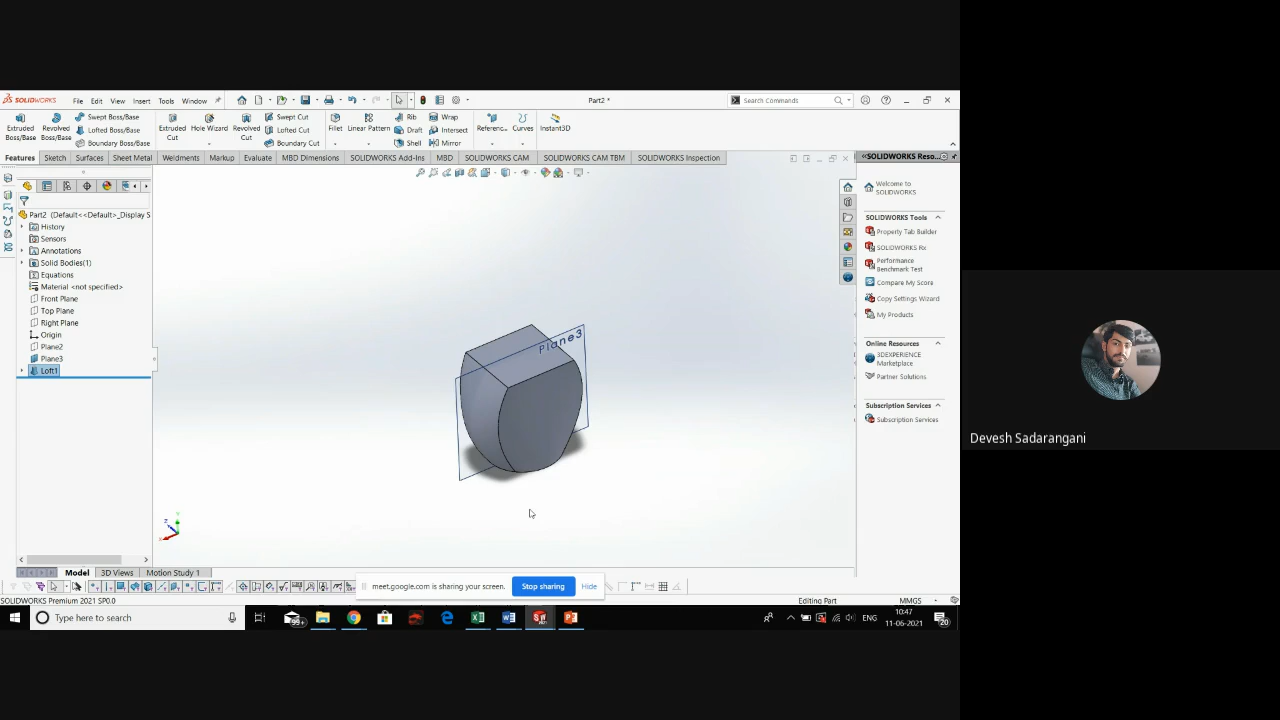 SOLIDWORKS File Edit View Insert Tools Window Part2 * Search Commands
Extruded Boss/Base
Revolved Boss/Base
Swept Boss/Base
Lofted Boss/Base
Boundary Boss/Base
Extruded Cut
Hole Wizard
Revolved Cut
Swept Cut
Lofted Cut
Boundary Cut
Fillet
Linear Pattern
Rib
Draft
Shell
Wrap
Intersect
Mirror
Referenc...
Curves
Instant3D
Features Sketch Surfaces Sheet Metal Weldments Markup Evaluate MBD Dimensions SOLIDWORKS Add-Ins MBD SOLIDWORKS CAM SOLIDWORKS CAM TBM SOLIDWORKS Inspection
Part2 (Default<<Default>_Display S
History
Sensors
Annotations
Solid Bodies(1)
Equations
Material <not specified>
Front Plane
Top Plane
Right Plane
Origin
Plane2
Plane3
Loft1
Plane3
SOLIDWORKS Reso...
Welcome to
SOLIDWORKS
SOLIDWORKS Tools
Property Tab Builder
SOLIDWORKS Rx
Performance
Benchmark Test
Compare My Score
Copy Settings Wizard
My Products
Online Resources
3DEXPERIENCE
Marketplace
Partner Solutions
Subscription Services
Subscription Services
Devesh Sadarangani
Model 3D Views Motion Study 1
meet.google.com is sharing your screen. Stop sharing Hide
SOLIDWORKS Premium 2021 SP0.0 Editing Part MMGS
Type here to search
99+
ENG
10:47
11-06-2021
20